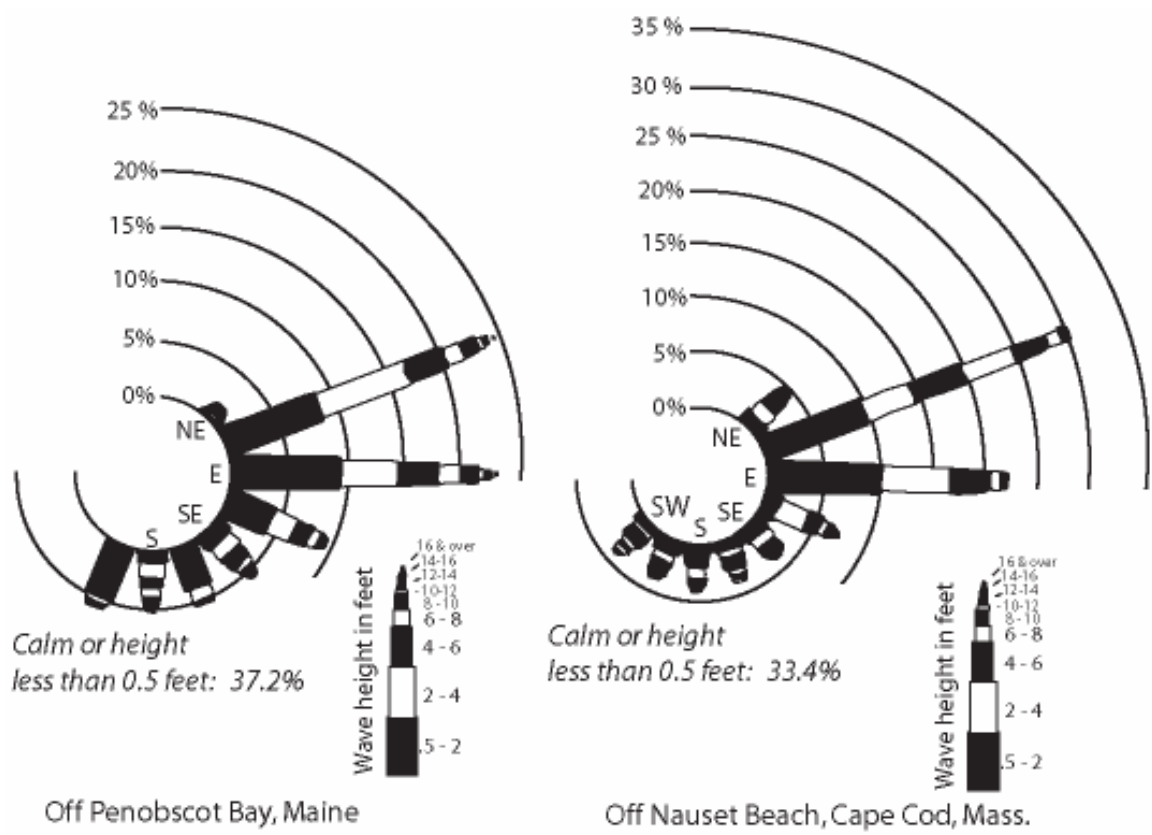 25 %
20%
15%
10%
5%
0%
NE
E
SE
S
Calm or height
less than 0.5 feet: 37.2%
Wave height in feet
16 & over
14-16
12-14
10-12
8-10
6 - 8
4 - 6
2 - 4
.5 - 2
Off Penobscot Bay, Maine
35 %
30 %
25 %
20%
15%
10%
5%
0%
NE
E
SE
S
SW
Calm or height
less than 0.5 feet: 33.4%
Wave height in feet
16 & over
14-16
12-14
10-12
8-10
6 - 8
4 - 6
2 - 4
.5 - 2
Off Nauset Beach, Cape Cod, Mass.